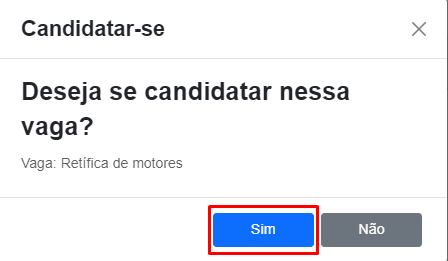 Candidatar-se
Deseja se candidatar nessa
vaga?
Vaga: Retífica de motores
Sim
Não